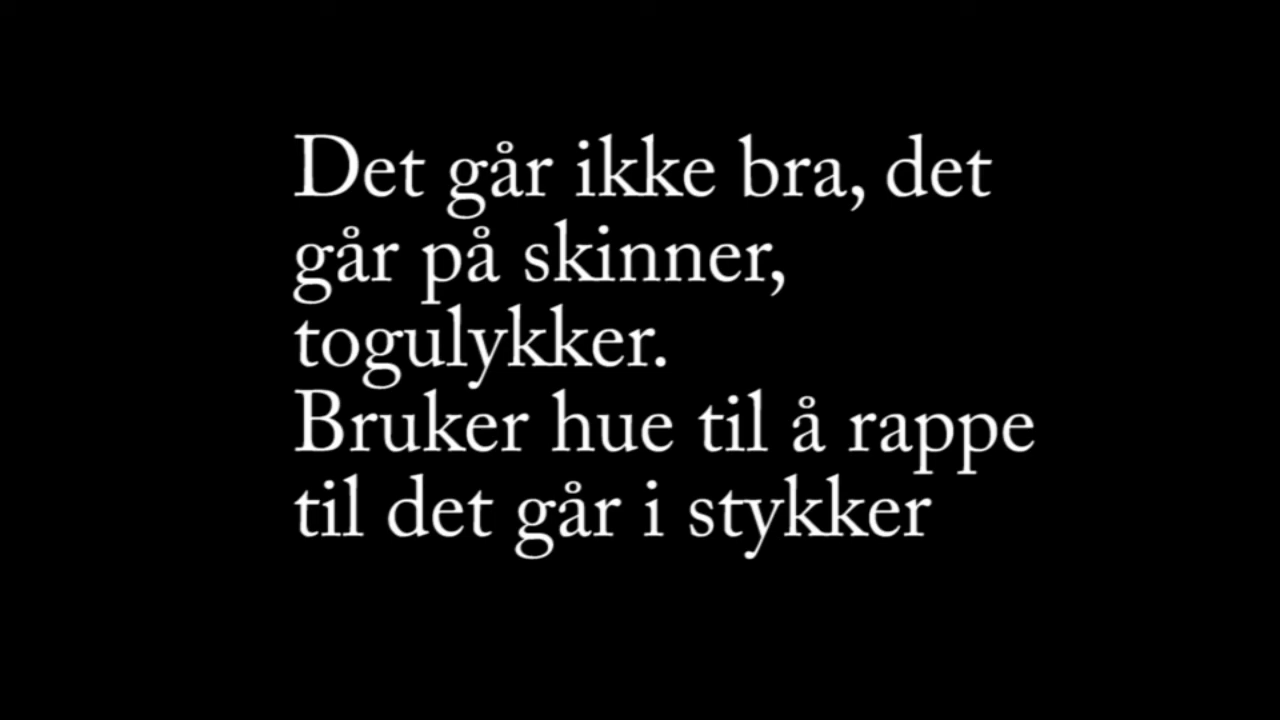 Det går ikke bra, det
går på skinner,
togulykker.
Bruker hue til å rappe
til det går i stykker